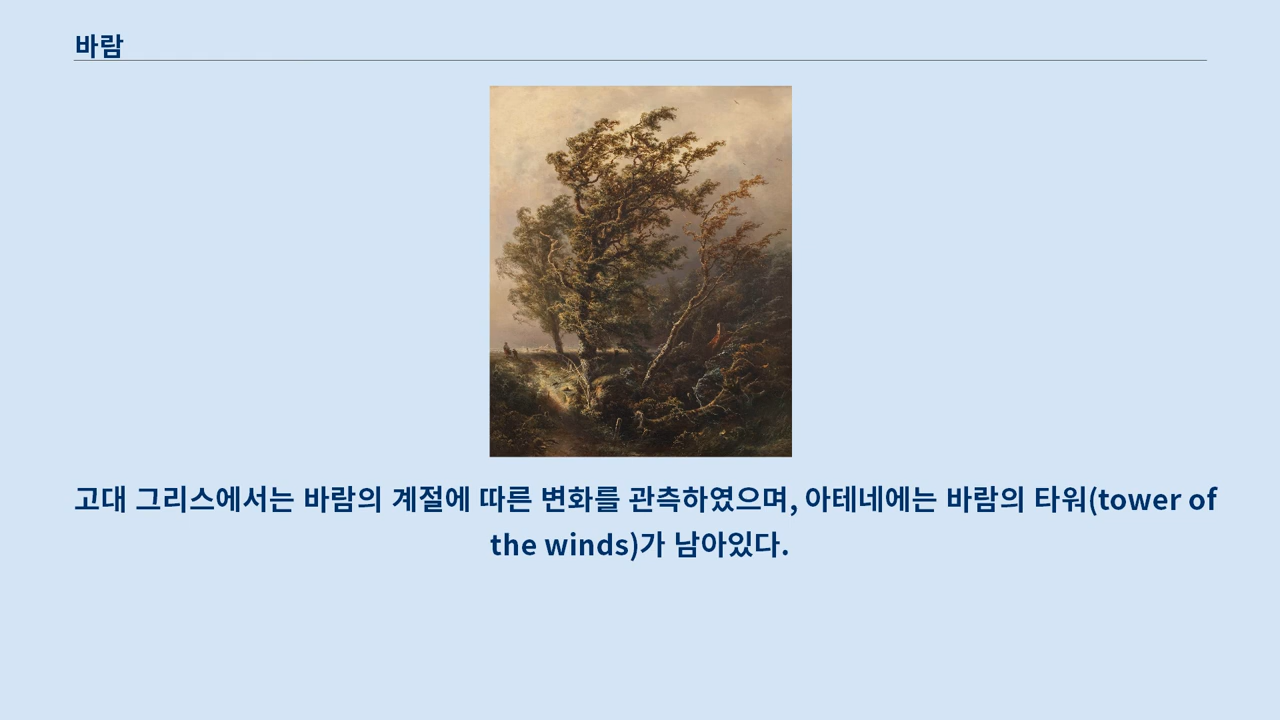 바람
고대 그리스에서는 바람의 계절에 따른 변화를 관측하였으며, 아테네에는 바람의 타워(tower of
the winds)가 남아있다.